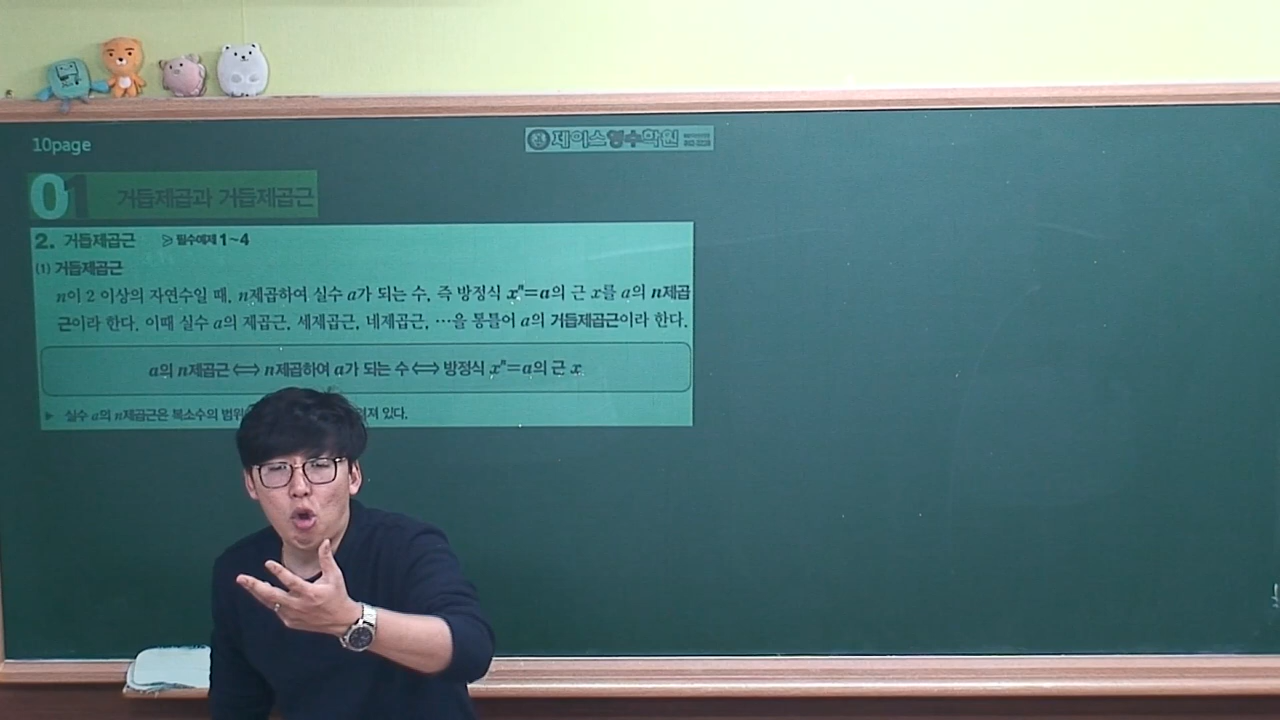 10page
제이스영수학원
01 거듭제곱과 거듭제곱근
2. 거듭제곱근 ▷ 필수예제 1~4
(1) 거듭제곱근
n이 2 이상의 자연수일 때, n제곱하여 실수 a가 되는 수, 즉 방정식 xⁿ=a의 근 x를 a의 n제곱
근이라 한다. 이때 실수 a의 제곱근, 세제곱근, 네제곱근, …을 통틀어 a의 거듭제곱근이라 한다.
a의 n제곱근 ⟺ n제곱하여 a가 되는 수 ⟺ 방정식 xⁿ=a의 근 x
▶ 실수 a의 n제곱근은 복소수의 범위 있다.